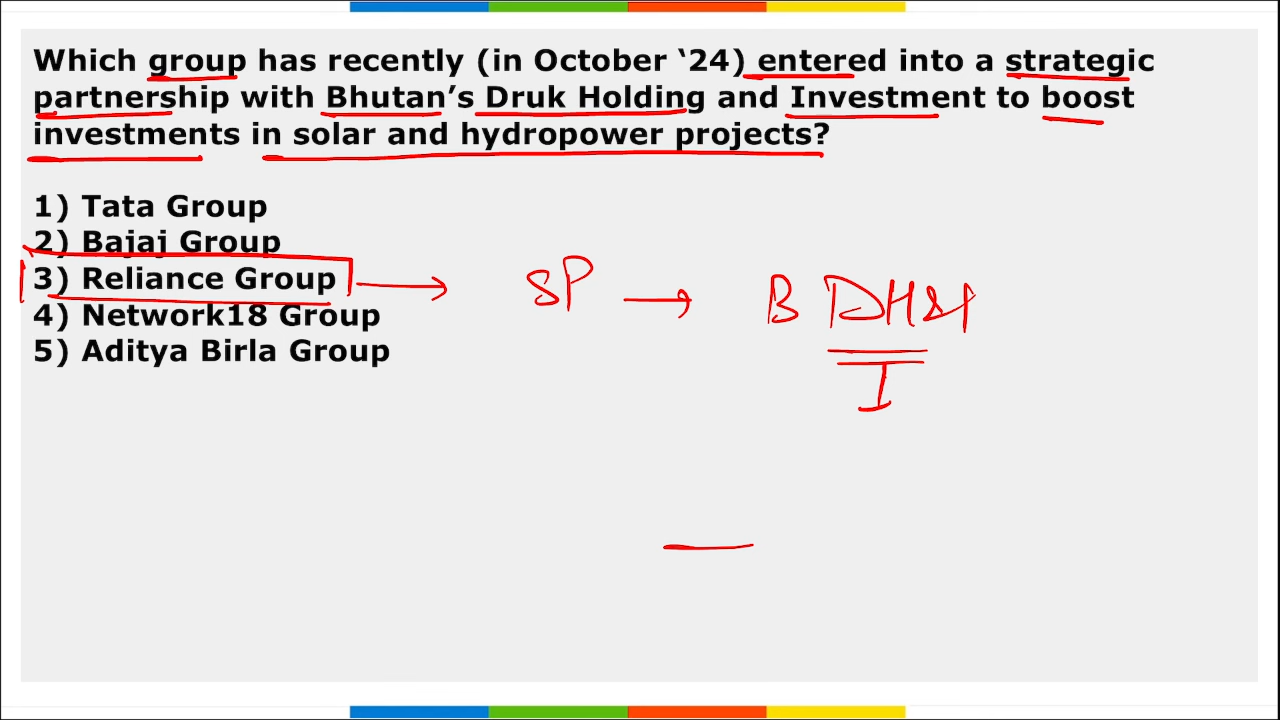 Which group has recently (in October ‘24) entered into a strategic
partnership with Bhutan’s Druk Holding and Investment to boost
investments in solar and hydropower projects?
1) Tata Group
2) Bajaj Group
3) Reliance Group
4) Network18 Group
5) Aditya Birla Group
SP
B DH&I
I